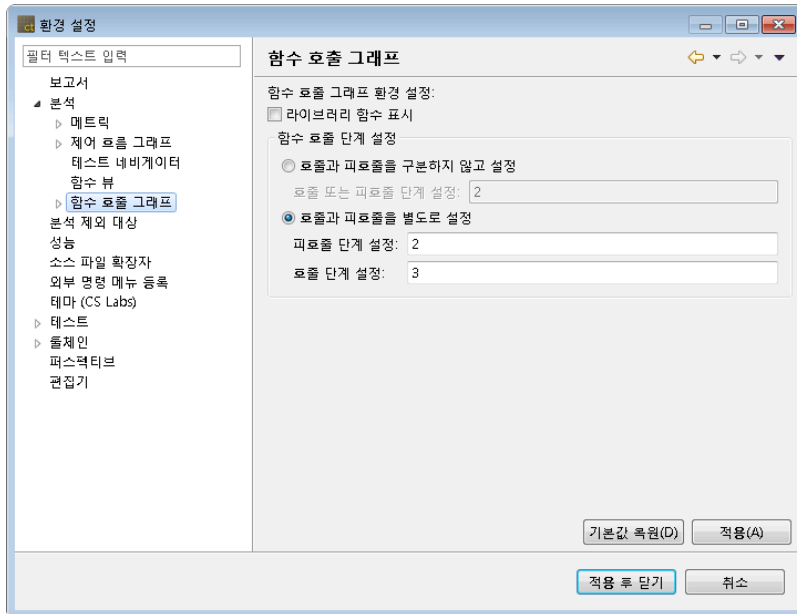 ct 환경 설정
필터 텍스트 입력
보고서
분석
메트릭
제어 흐름 그래프
테스트 네비게이터
함수 뷰
함수 호출 그래프
분석 제외 대상
성능
소스 파일 확장자
외부 명령 메뉴 등록
테마 (CS Labs)
테스트
툴체인
퍼스펙티브
편집기
함수 호출 그래프
함수 호출 그래프 환경 설정:
라이브러리 함수 표시
함수 호출 단계 설정
호출과 피호출을 구분하지 않고 설정
호출 또는 피호출 단계 설정: 2
호출과 피호출을 별도로 설정
피호출 단계 설정: 2
호출 단계 설정: 3
기본값 복원(D) 적용(A)
적용 후 닫기 취소